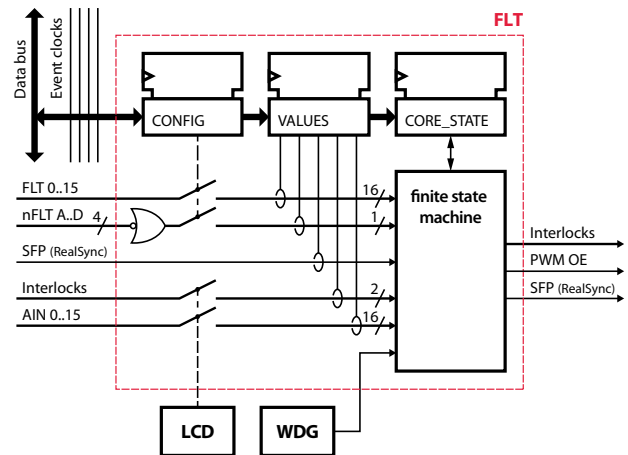 FLT
Data bus
Event clocks
CONFIG
VALUES
CORE_STATE
FLT 0..15
16
nFLT A..D
4
1
SFP (RealSync)
Interlocks
2
AIN 0..15
16
finite state
machine
Interlocks
PWM OE
SFP (RealSync)
LCD
WDG